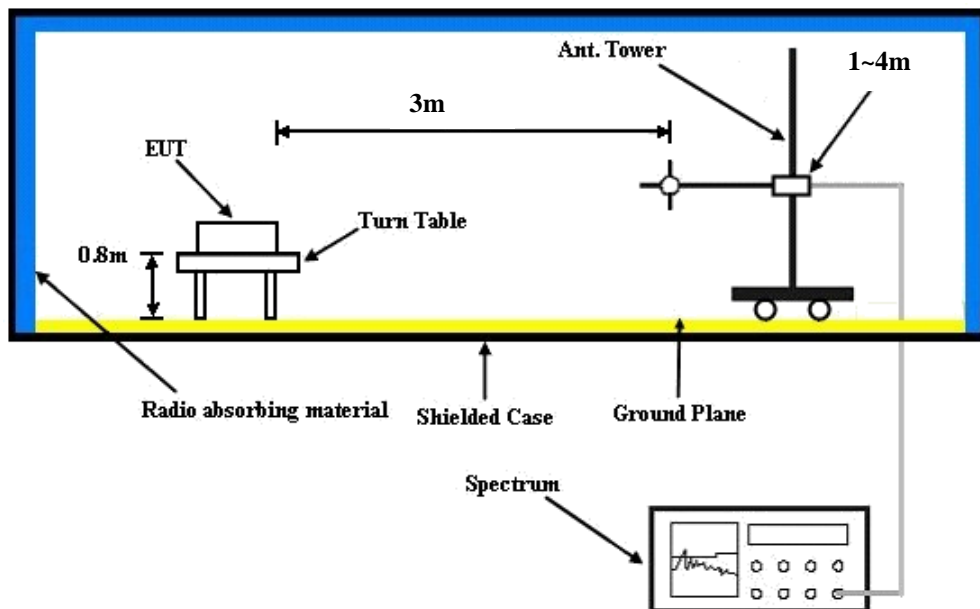 Ant. Tower
1~4m
3m
EUT
Turn Table
0.8m
Radio absorbing material
Shielded Case
Ground Plane
Spectrum